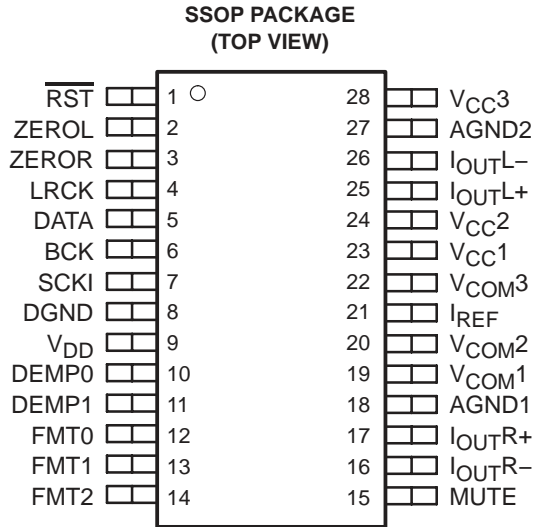 SSOP PACKAGE
(TOP VIEW)
RST 1 28 VCC3
ZEROL 2 27 AGND2
ZEROR 3 26 IOUTL−
LRCK 4 25 IOUTL+
DATA 5 24 VCC2
BCK 6 23 VCC1
SCKI 7 22 VCOM3
DGND 8 21 IREF
VDD 9 20 VCOM2
DEMP0 10 19 VCOM1
DEMP1 11 18 AGND1
FMT0 12 17 IOUTR+
FMT1 13 16 IOUTR−
FMT2 14 15 MUTE